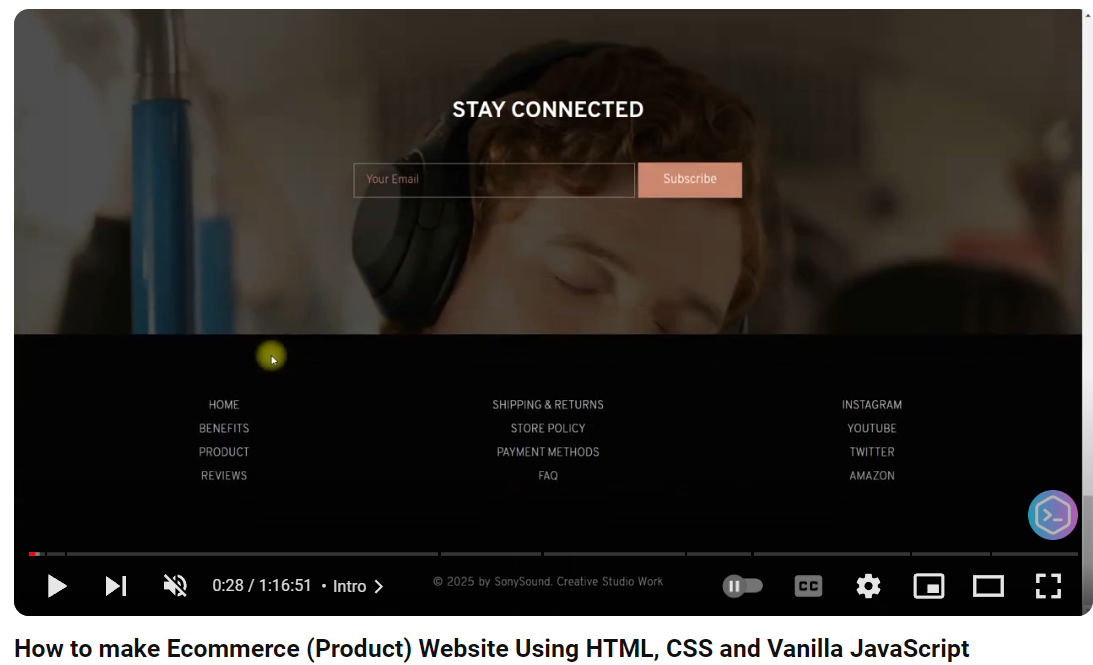 STAY CONNECTED
Your Email Subscribe
HOME SHIPPING & RETURNS INSTAGRAM
BENEFITS STORE POLICY YOUTUBE
PRODUCT PAYMENT METHODS TWITTER
REVIEWS FAQ AMAZON
0:28 / 1:16:51 • Intro © 2025 by SonySound. Creative Studio Work CC
How to make Ecommerce (Product) Website Using HTML, CSS and Vanilla JavaScript